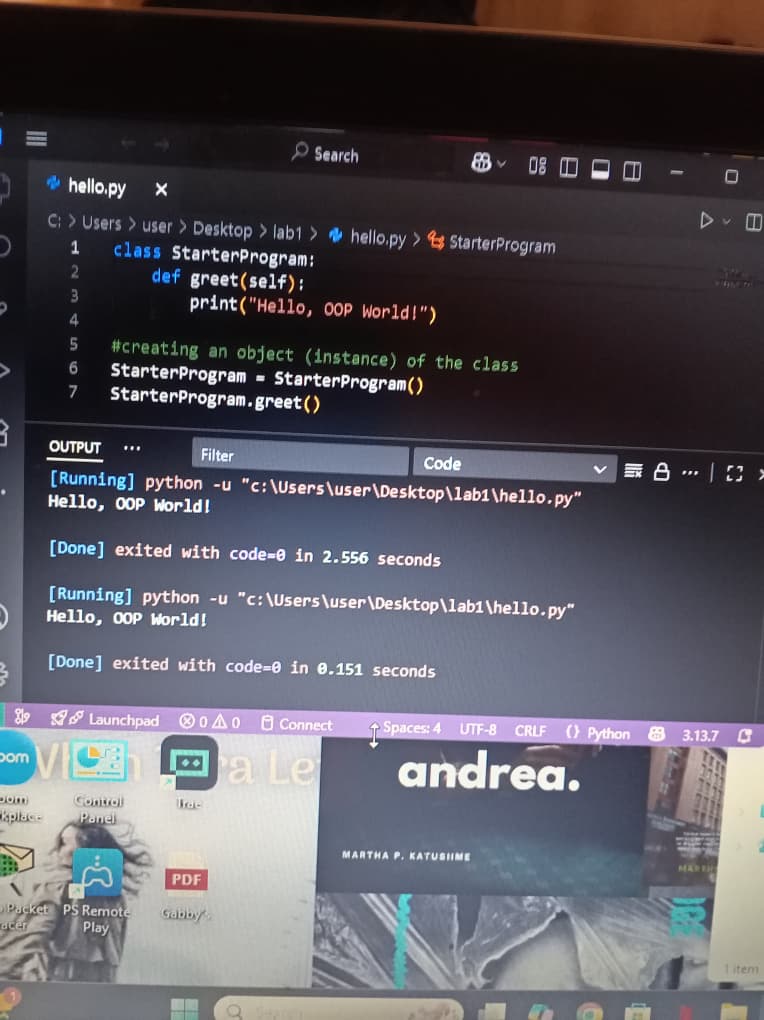 Search
hello.py
C: > Users > user > Desktop > lab1 > hello.py > StarterProgram
1 class StarterProgram:
2 def greet(self):
3 print("Hello, OOP World!")
4
5 #creating an object (instance) of the class
6 StarterProgram = StarterProgram()
7 StarterProgram.greet()
OUTPUT ... Filter Code
[Running] python -u "c:\Users\user\Desktop\lab1\hello.py"
Hello, OOP World!
[Done] exited with code=0 in 2.556 seconds
[Running] python -u "c:\Users\user\Desktop\lab1\hello.py"
Hello, OOP World!
[Done] exited with code=0 in 0.151 seconds
Launchpad 0 0 Connect Spaces: 4 UTF-8 CRLF {} Python 3.13.7
oom
Control
Panel
Trae
andrea.
MARTHA P. KATUSIIME
Packet
PS Remote
Play
PDF
Gabby's
1 item
Search